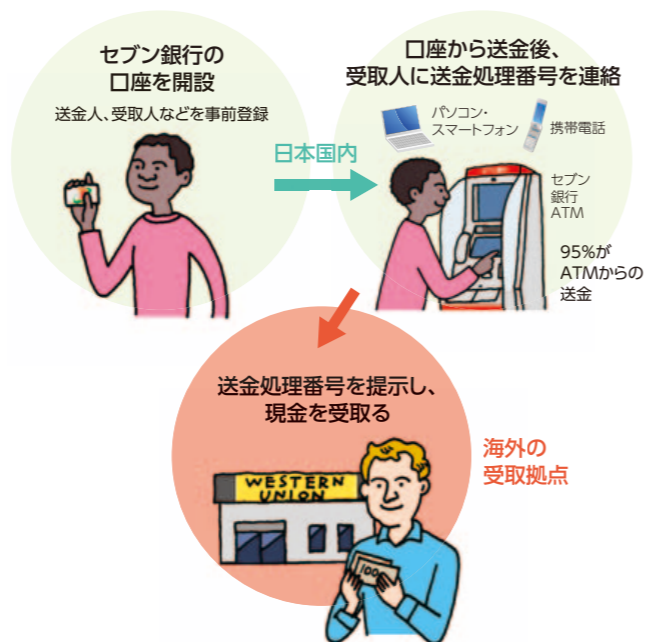 セブン銀行の
口座を開設
送金人、受取人などを事前登録
日本国内
口座から送金後、
受取人に送金処理番号を連絡
パソコン・
スマートフォン
携帯電話
セブン
銀行
ATM
95%が
ATMからの
送金
送金処理番号を提示し、
現金を受取る
WESTERN
UNION
100
海外の
受取拠点